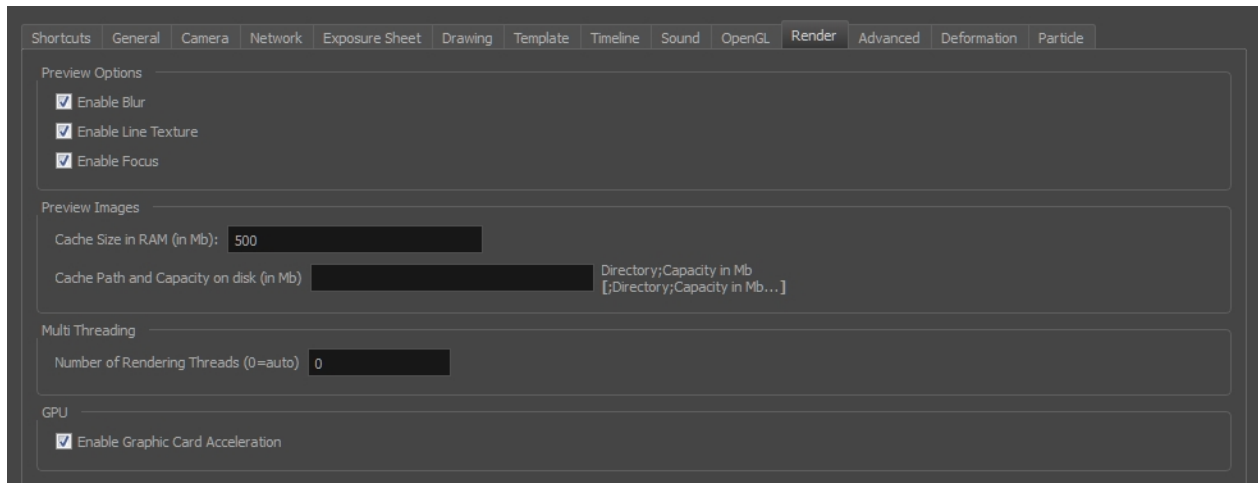 Shortcuts General Camera Network Exposure Sheet Drawing Template Timeline Sound OpenGL Render Advanced Deformation Particle
Preview Options
Enable Blur
Enable Line Texture
Enable Focus
Preview Images
Cache Size in RAM (in Mb): 500
Cache Path and Capacity on disk (in Mb) Directory;Capacity in Mb
[;Directory;Capacity in Mb...]
Multi Threading
Number of Rendering Threads (0=auto) 0
GPU
Enable Graphic Card Acceleration